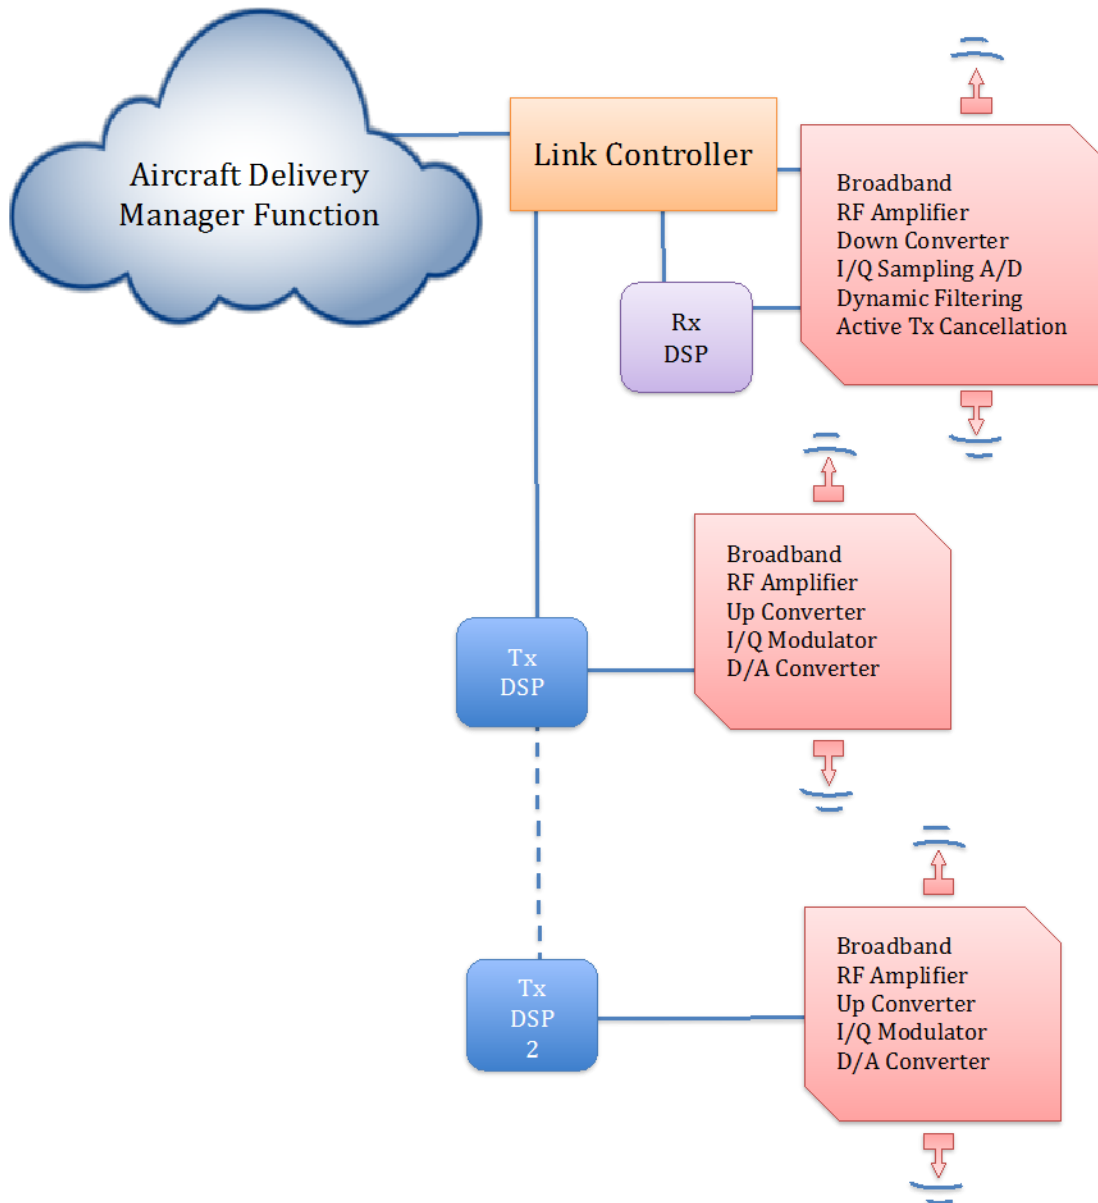 Aircraft Delivery
Manager Function
Link Controller
Broadband
RF Amplifier
Down Converter
I/Q Sampling A/D
Dynamic Filtering
Active Tx Cancellation
Rx
DSP
Broadband
RF Amplifier
Up Converter
I/Q Modulator
D/A Converter
Tx
DSP
Broadband
RF Amplifier
Up Converter
I/Q Modulator
D/A Converter
Tx
DSP
2